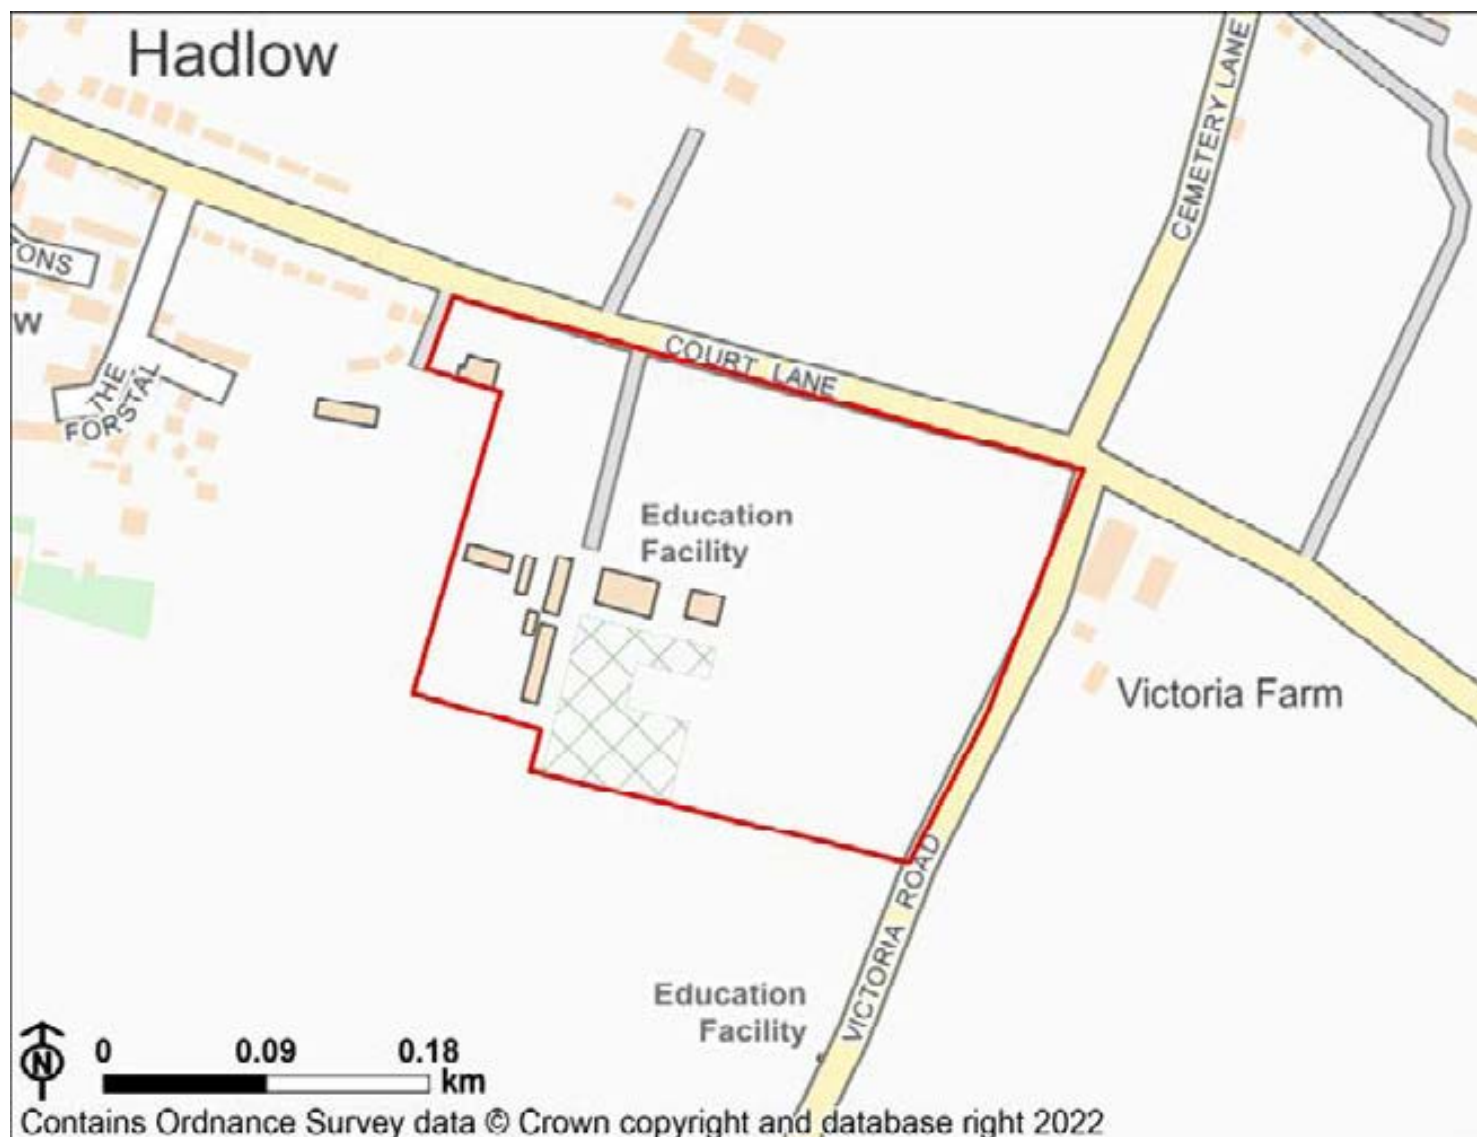 Hadlow
CEMETERY LANE
ONS
W
COURT LANE
THE
FORSTAL
Education
Facility
Victoria Farm
VICTORIA ROAD
Education
Facility
N
0 0.09 0.18
km
Contains Ordnance Survey data © Crown copyright and database right 2022